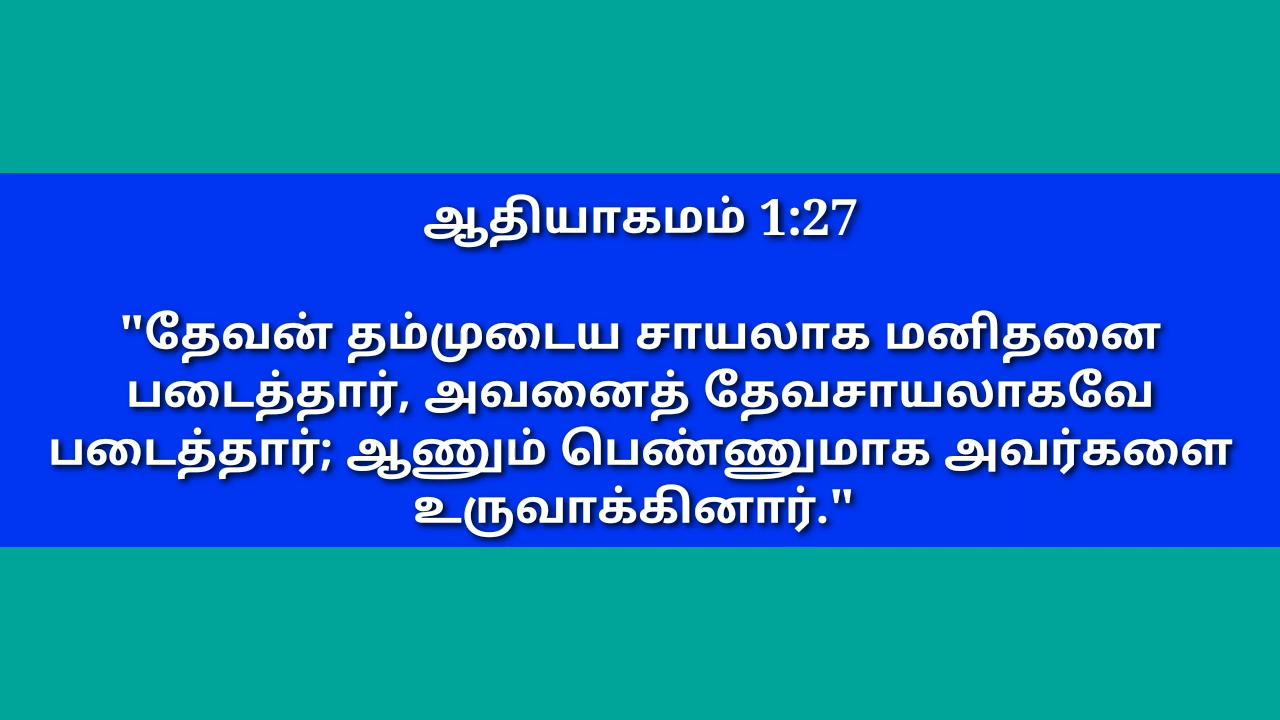 ஆதியாகமம் 1:27
"தேவன் தம்முடைய சாயலாக மனிதனை
படைத்தார், அவனைத் தேவசாயலாகவே
படைத்தார்; ஆணும் பெண்ணுமாக அவர்களை
உருவாக்கினார்."